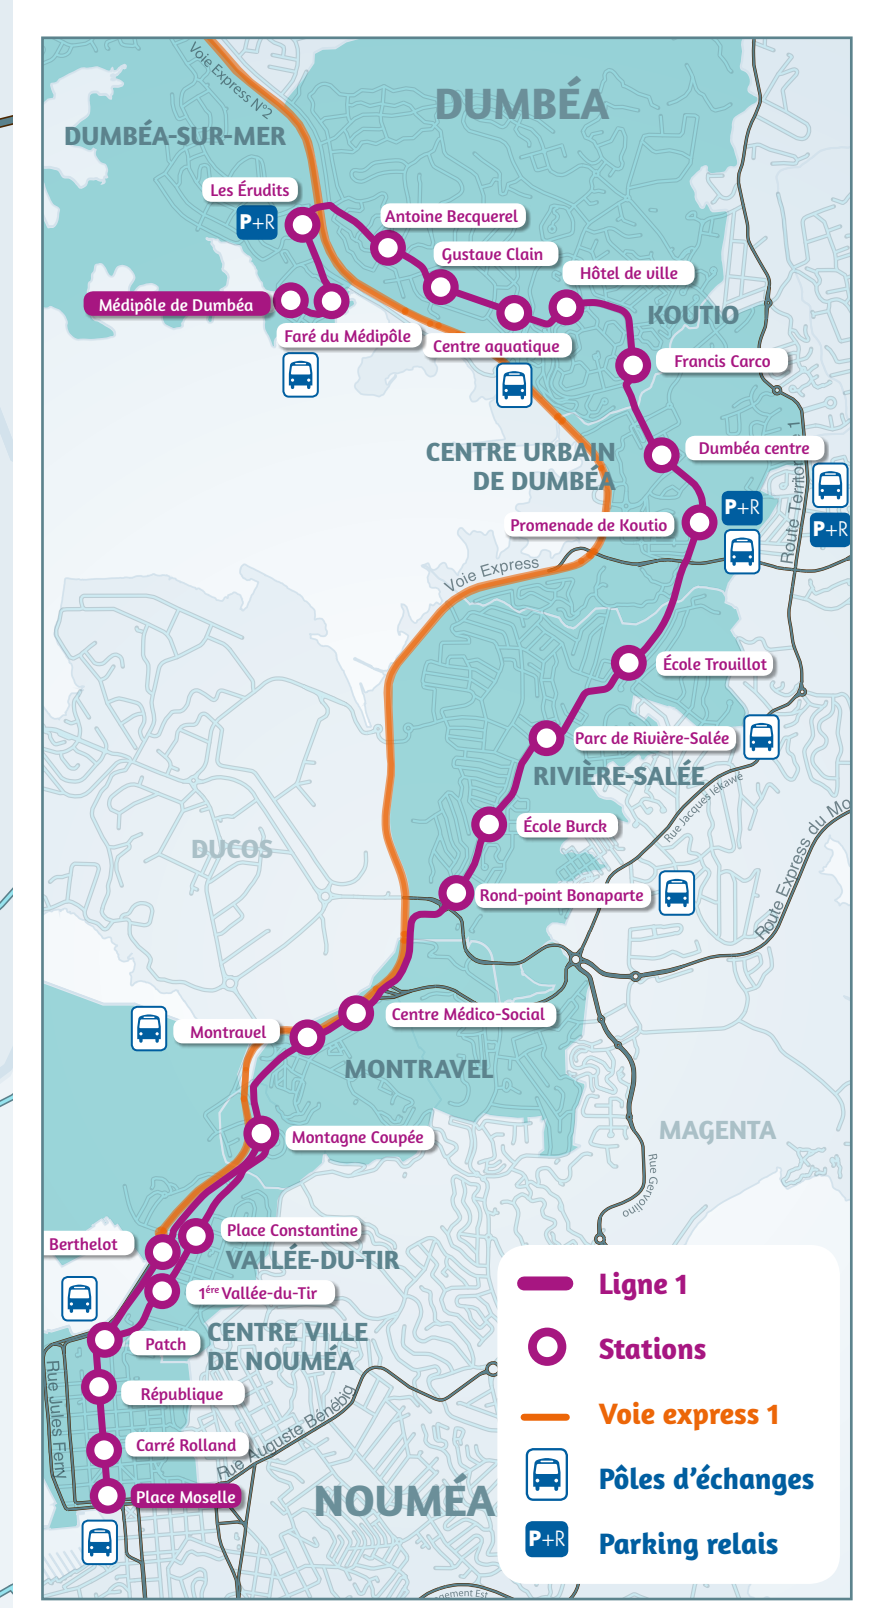 Voie Express N°2
DUMBÉA
DUMBÉA-SUR-MER
Les Érudits
P+R
Antoine Becquerel
Gustave Clain
Hôtel de ville
Médipôle de Dumbéa
KOUTIO
Faré du Médipôle
Centre aquatique
Francis Carco
CENTRE URBAIN
DE DUMBÉA
Dumbéa centre
Route Territor 1
P+R
P+R
Promenade de Koutio
Voie Express
École Trouillot
Parc de Rivière-Salée
RIVIÈRE-SALÉE
Rue Jacques Iékawé
École Burck
Route Express du Mo
DUCOS
Rond-point Bonaparte
Centre Médico-Social
Montravel
MONTRAVEL
Montagne Coupée
MAGENTA
Rue Gervolino
Place Constantine
Berthelot
VALLÉE-DU-TIR
1ère Vallée-du-Tir
Patch
CENTRE VILLE
DE NOUMÉA
Rue Jules Ferry
République
Rue Auguste Bénébig
Carré Rolland
Place Moselle
NOUMÉA
Ligne 1
Stations
Voie express 1
Pôles d'échanges
P+R
Parking relais
gement Est